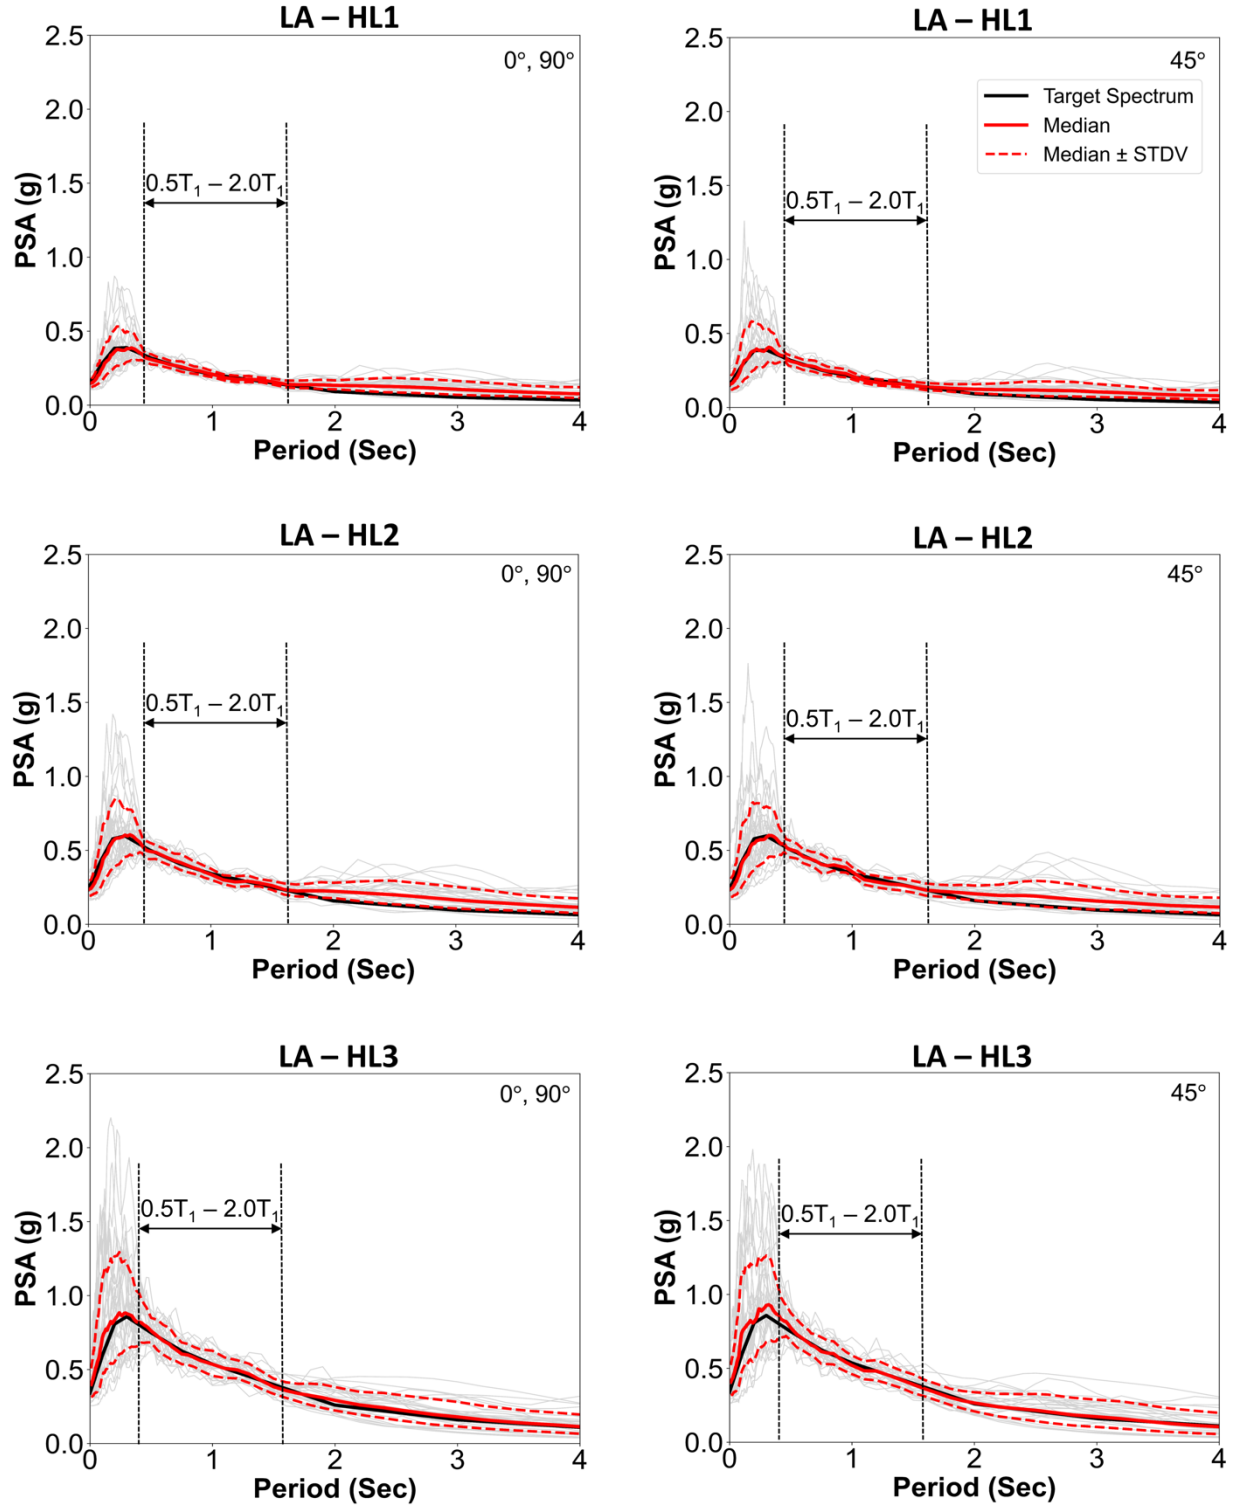 LA – HL1
2.5
0°, 90°
2.0
1.5
0.5T₁ – 2.0T₁
PSA (g)
1.0
0.5
0.0
0 1 2 3 4
Period (Sec)
LA – HL1
2.5
45°
Target Spectrum
Median
Median ± STDV
2.0
1.5
0.5T₁ – 2.0T₁
PSA (g)
1.0
0.5
0.0
0 1 2 3 4
Period (Sec)
LA – HL2
2.5
0°, 90°
2.0
1.5
0.5T₁ – 2.0T₁
PSA (g)
1.0
0.5
0.0
0 1 2 3 4
Period (Sec)
LA – HL2
2.5
45°
2.0
1.5
0.5T₁ – 2.0T₁
PSA (g)
1.0
0.5
0.0
0 1 2 3 4
Period (Sec)
LA – HL3
2.5
0°, 90°
2.0
1.5
0.5T₁ – 2.0T₁
PSA (g)
1.0
0.5
0.0
0 1 2 3 4
Period (Sec)
LA – HL3
2.5
45°
2.0
1.5
0.5T₁ – 2.0T₁
PSA (g)
1.0
0.5
0.0
0 1 2 3 4
Period (Sec)